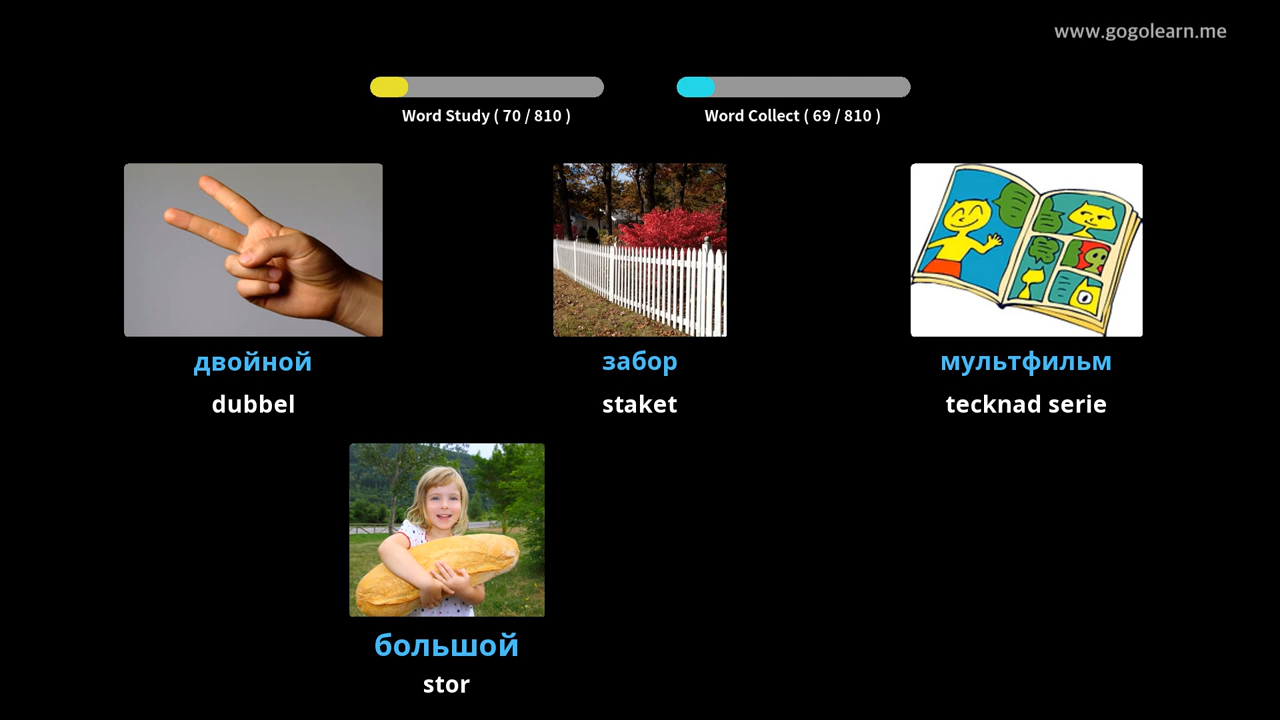 www.gogolearn.me
Word Study ( 70 / 810 )
Word Collect ( 69 / 810 )
двойной
забор
мультфильм
dubbel
staket
tecknad serie
большой
stor